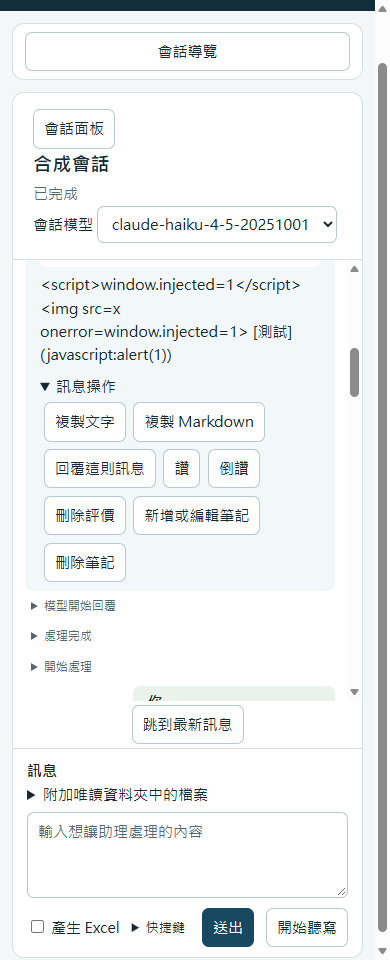 會話導覽
會話面板
合成會話
已完成
會話模型 claude-haiku-4-5-20251001
<script>window.injected=1</script>
<img src=x
onerror=window.injected=1> [測試]
(javascript:alert(1))
▼ 訊息操作
複製文字 複製 Markdown
回覆這則訊息 讚 倒讚
刪除評價 新增或編輯筆記
刪除筆記
▶ 模型開始回覆
▶ 處理完成
▶ 開始處理
跳到最新訊息
訊息
▶ 附加唯讀資料夾中的檔案
輸入想讓助理處理的內容
產生 Excel ▶ 快捷鍵 送出 開始聽寫